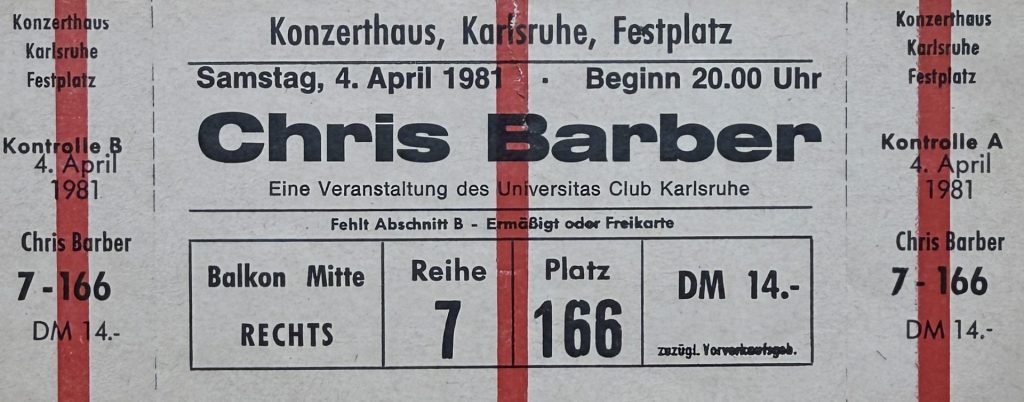 Konzerthaus
Karlsruhe
Festplatz
Kontrolle B
4. April
1981
Chris Barber
7 - 166
DM 14.-
Konzerthaus, Karlsruhe, Festplatz
Samstag, 4. April 1981 · Beginn 20.00 Uhr
Chris Barber
Eine Veranstaltung des Universitas Club Karlsruhe
Fehlt Abschnitt B - Ermäßigt oder Freikarte
Balkon Mitte
RECHTS
Reihe
7
Platz
166
DM 14.-
zuzügl. Vorverkaufsgeb.
Konzerthaus
Karlsruhe
Festplatz
Kontrolle A
4. April
1981
Chris Barber
7 - 166
DM 14.-